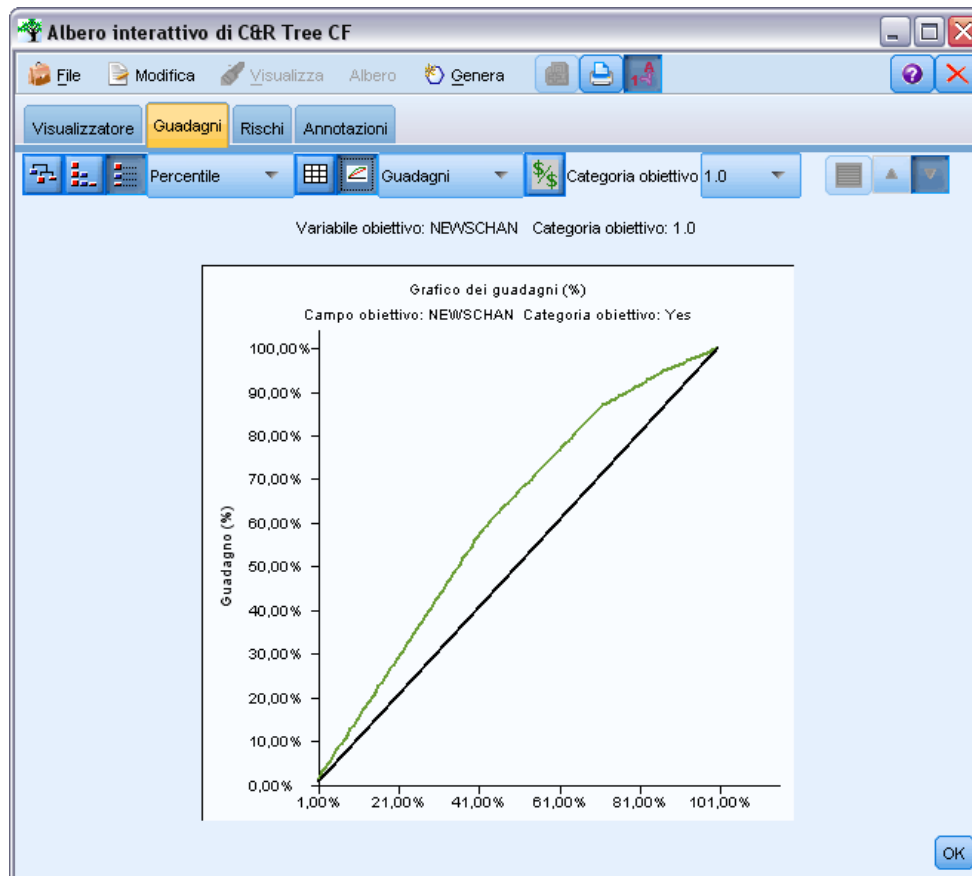 Albero interattivo di C&R Tree CF
File Modifica Visualizza Albero Genera
Visualizzatore Guadagni Rischi Annotazioni
Percentile Guadagni $/$ Categoria obiettivo 1.0
Variabile obiettivo: NEWSCHAN Categoria obiettivo: 1.0
Grafico dei guadagni (%)
Campo obiettivo: NEWSCHAN Categoria obiettivo: Yes
100,00%
90,00%
80,00%
70,00%
60,00%
50,00%
40,00%
30,00%
20,00%
10,00%
0,00%
Guadagno (%)
1,00% 21,00% 41,00% 61,00% 81,00% 101,00%
OK